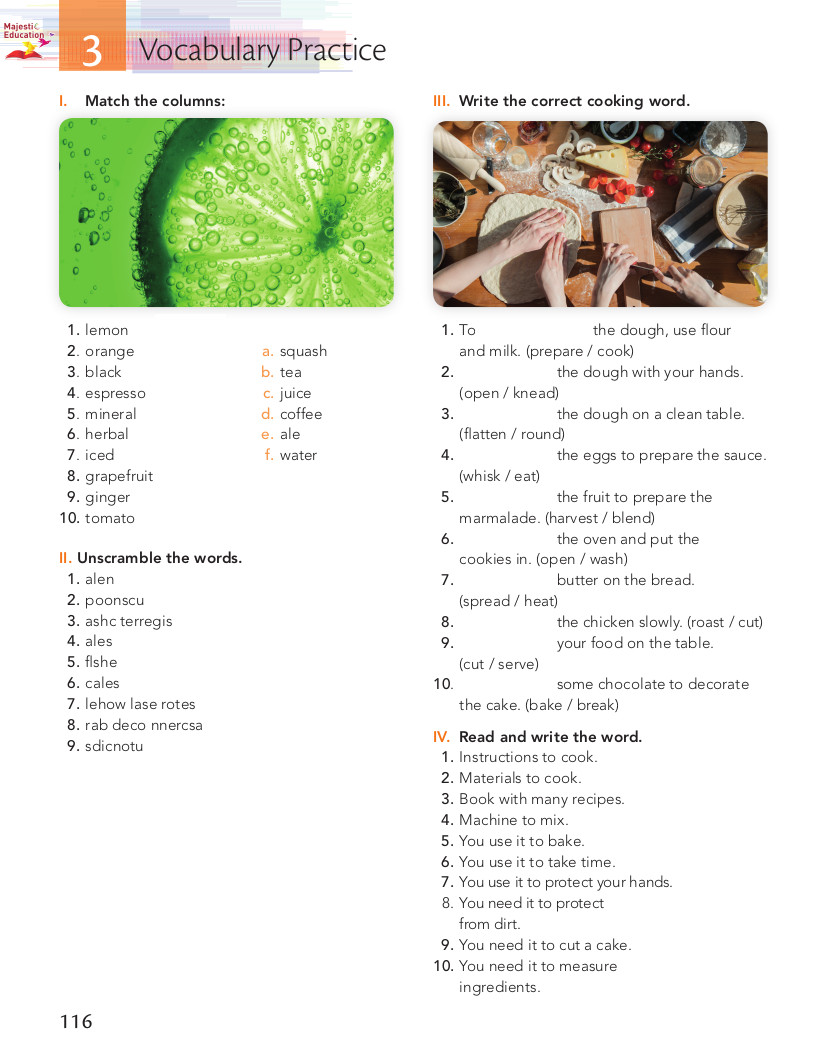 Majestic
Education
3 Vocabulary Practice
I. Match the columns:
1. lemon
2. orange a. squash
3. black b. tea
4. espresso c. juice
5. mineral d. coffee
6. herbal e. ale
7. iced f. water
8. grapefruit
9. ginger
10. tomato
II. Unscramble the words.
1. alen
2. poonscu
3. ashc terregis
4. ales
5. flshe
6. cales
7. lehow lase rotes
8. rab deco nnercsa
9. sdicnotu
III. Write the correct cooking word.
1. To the dough, use flour
and milk. (prepare / cook)
2. the dough with your hands.
(open / knead)
3. the dough on a clean table.
(flatten / round)
4. the eggs to prepare the sauce.
(whisk / eat)
5. the fruit to prepare the
marmalade. (harvest / blend)
6. the oven and put the
cookies in. (open / wash)
7. butter on the bread.
(spread / heat)
8. the chicken slowly. (roast / cut)
9. your food on the table.
(cut / serve)
10. some chocolate to decorate
the cake. (bake / break)
IV. Read and write the word.
1. Instructions to cook.
2. Materials to cook.
3. Book with many recipes.
4. Machine to mix.
5. You use it to bake.
6. You use it to take time.
7. You use it to protect your hands.
8. You need it to protect
from dirt.
9. You need it to cut a cake.
10. You need it to measure
ingredients.
116